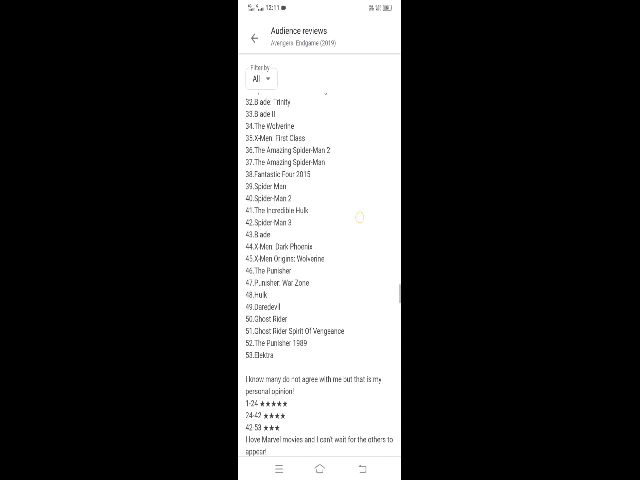 12:11
Audience reviews
Avengers: Endgame (2019)
Filter by
All
32.Blade: Trinity
33.Blade II
34.The Wolverine
35.X-Men: First Class
36.The Amazing Spider-Man 2
37.The Amazing Spider-Man
38.Fantastic Four 2015
39.Spider Man
40.Spider-Man 2
41.The Incredible Hulk
42.Spider-Man 3
43.Blade
44.X-Men: Dark Phoenix
45.X-Men Origins: Wolverine
46.The Punisher
47.Punisher: War Zone
48.Hulk
49.Daredevil
50.Ghost Rider
51.Ghost Rider Spirit Of Vengeance
52.The Punisher 1989
53.Elektra
I know many do not agree with me but that is my
personal opinion!
1-24 ★★★★★
24-42 ★★★★
42-53 ★★★
I love Marvel movies and I can't wait for the others to
appear!